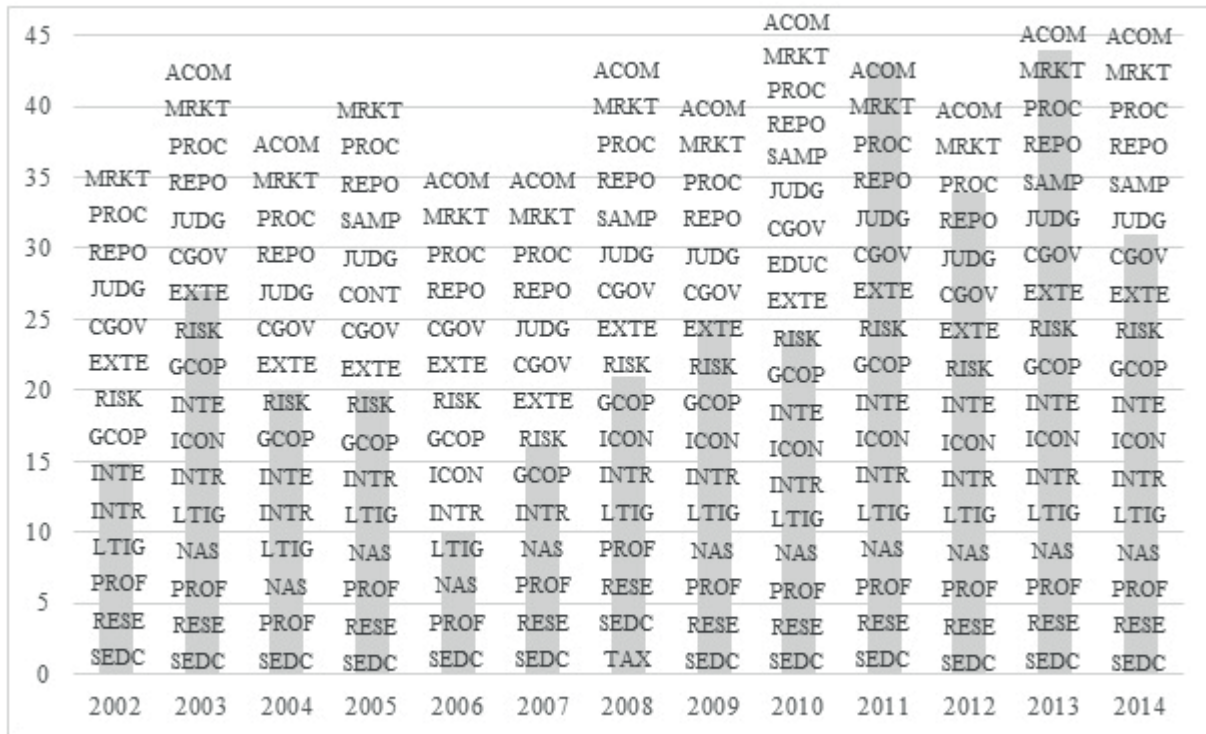 45
40
35
30
25
20
15
10
5
0
MRKT
PROC
REPO
JUDG
CGOV
EXTE
RISK
GCOP
INTE
INTR
LTIG
PROF
RESE
SEDC
ACOM
MRKT
PROC
REPO
JUDG
CGOV
EXTE
RISK
GCOP
INTE
ICON
INTR
LTIG
NAS
PROF
RESE
SEDC
ACOM
MRKT
PROC
REPO
JUDG
CGOV
EXTE
RISK
GCOP
INTE
INTR
LTIG
NAS
PROF
SEDC
MRKT
PROC
REPO
SAMP
JUDG
CONT
CGOV
EXTE
RISK
GCOP
INTR
LTIG
NAS
PROF
RESE
SEDC
ACOM
MRKT
PROC
REPO
CGOV
EXTE
RISK
GCOP
ICON
INTR
LTIG
NAS
PROF
SEDC
ACOM
MRKT
PROC
REPO
JUDG
CGOV
EXTE
RISK
GCOP
INTR
NAS
PROF
RESE
SEDC
ACOM
MRKT
PROC
REPO
SAMP
JUDG
CGOV
EXTE
RISK
GCOP
ICON
INTR
LTIG
PROF
RESE
SEDC
TAX
ACOM
MRKT
PROC
REPO
JUDG
CGOV
EXTE
RISK
GCOP
ICON
INTR
LTIG
NAS
PROF
RESE
SEDC
ACOM
MRKT
PROC
REPO
SAMP
JUDG
CGOV
EDUC
EXTE
RISK
GCOP
INTE
ICON
INTR
LTIG
NAS
PROF
RESE
SEDC
ACOM
MRKT
PROC
REPO
JUDG
CGOV
EXTE
RISK
GCOP
INTE
ICON
INTR
LTIG
NAS
PROF
RESE
SEDC
ACOM
MRKT
PROC
REPO
JUDG
CGOV
EXTE
RISK
INTE
ICON
INTR
LTIG
NAS
PROF
RESE
SEDC
ACOM
MRKT
PROC
REPO
SAMP
JUDG
CGOV
EXTE
RISK
GCOP
INTE
ICON
INTR
LTIG
NAS
PROF
RESE
SEDC
ACOM
MRKT
PROC
REPO
SAMP
JUDG
CGOV
EXTE
RISK
GCOP
INTE
ICON
INTR
LTIG
NAS
PROF
RESE
SEDC
2002 2003 2004 2005 2006 2007 2008 2009 2010 2011 2012 2013 2014